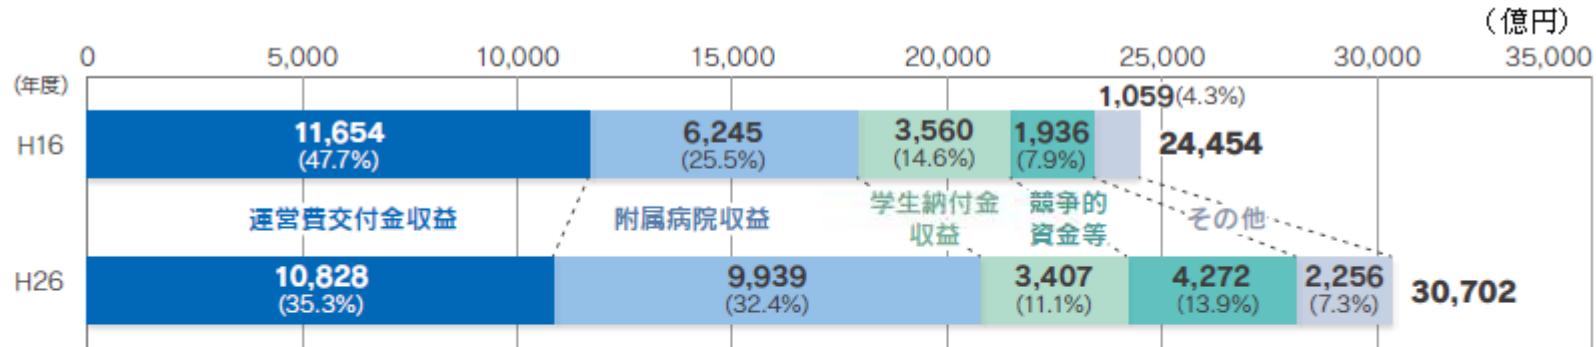 （億円）
0 5,000 10,000 15,000 20,000 25,000 30,000 35,000
(年度)
1,059(4.3%)
H16 11,654 6,245 3,560 1,936 24,454
(47.7%) (25.5%) (14.6%) (7.9%)
運営費交付金収益 附属病院収益 学生納付金 競争的 その他
収益 資金等
H26 10,828 9,939 3,407 4,272 2,256 30,702
(35.3%) (32.4%) (11.1%) (13.9%) (7.3%)